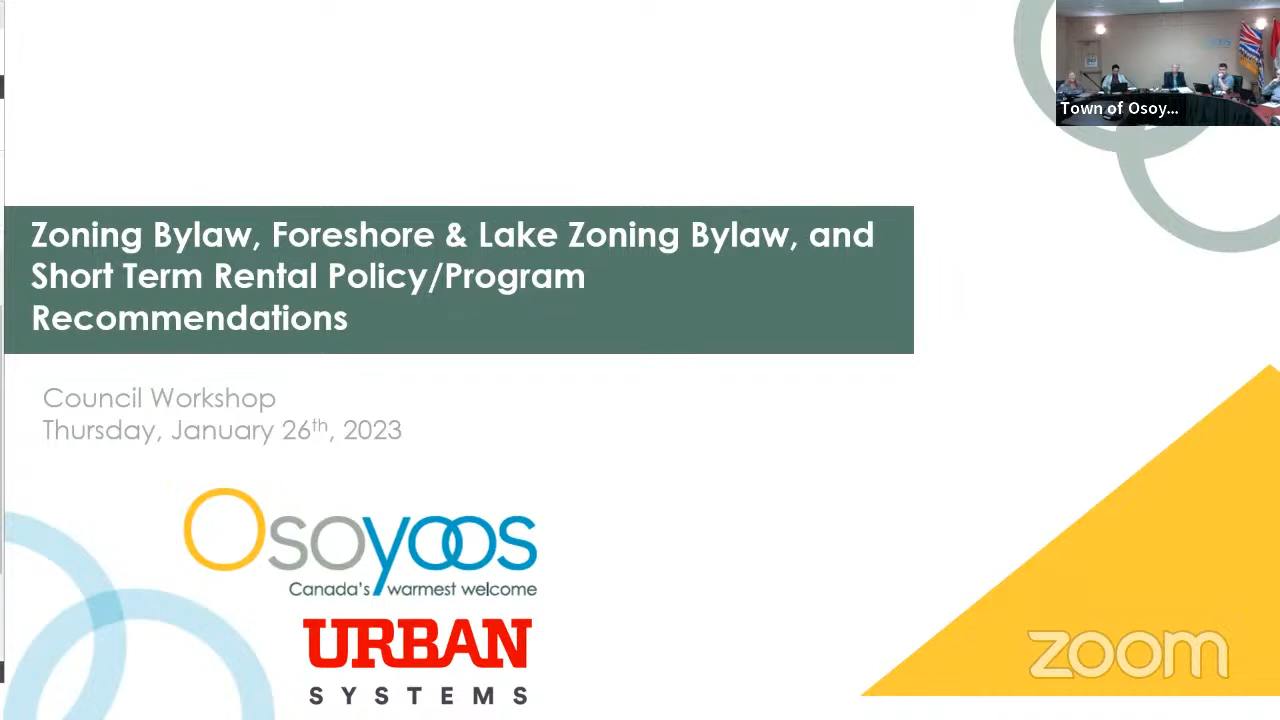 Town of Osoy...
Zoning Bylaw, Foreshore & Lake Zoning Bylaw, and
Short Term Rental Policy/Program
Recommendations
Council Workshop
Thursday, January 26th, 2023
Osoyoos
Canada's warmest welcome
URBAN
SYSTEMS
zoom